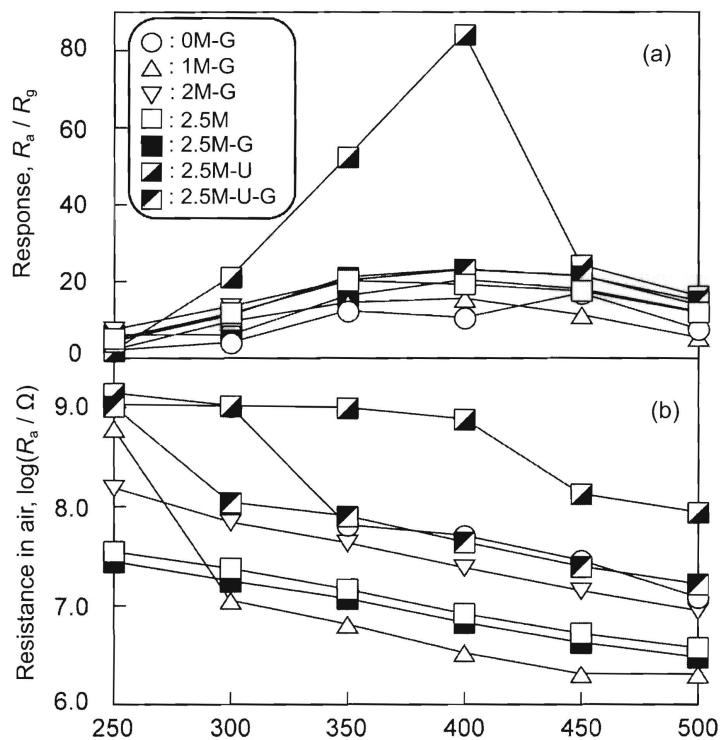 80
60
40
20
0
Response, Ra / Rg
(a)
: 0M-G
: 1M-G
: 2M-G
: 2.5M
: 2.5M-G
: 2.5M-U
: 2.5M-U-G
9.0
8.0
7.0
6.0
Resistance in air, log(Ra / Ω)
(b)
250 300 350 400 450 500